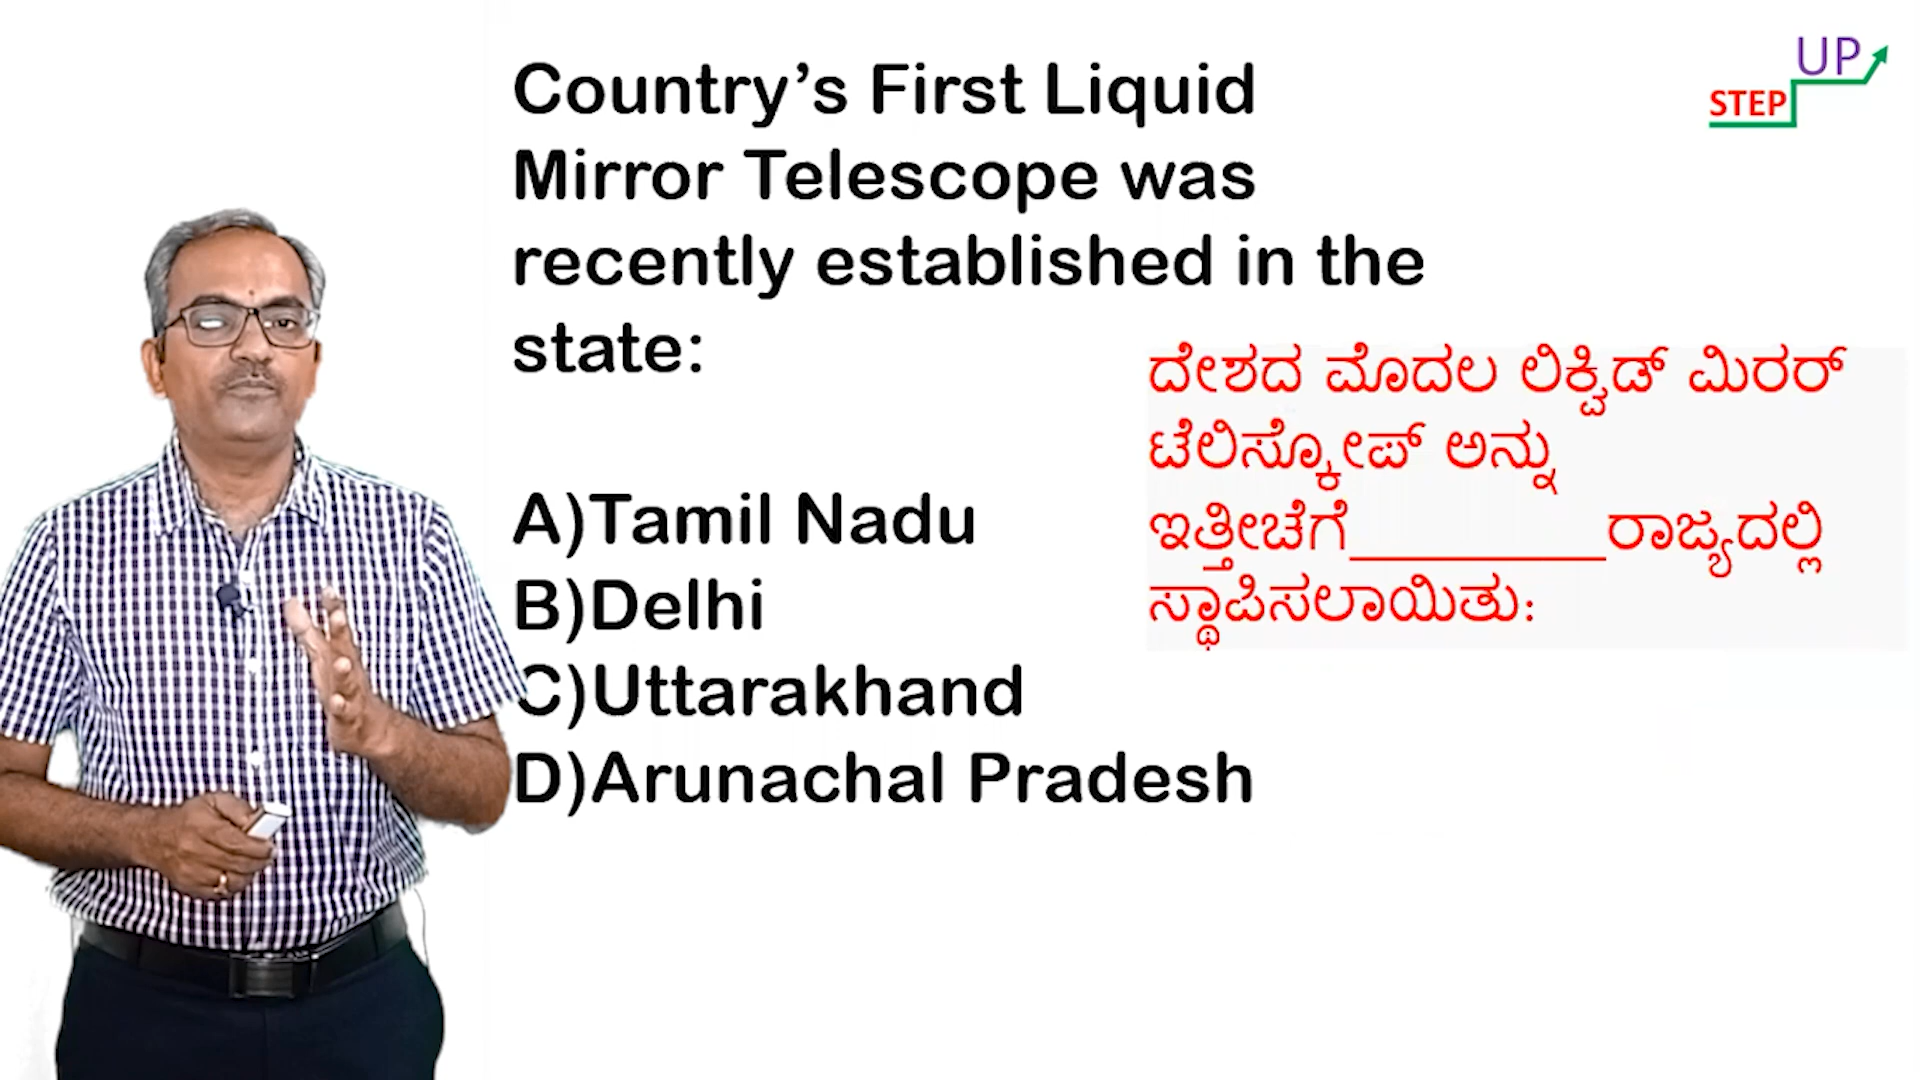 Country’s First Liquid
Mirror Telescope was
recently established in the
state:
A)Tamil Nadu
B)Delhi
C)Uttarakhand
D)Arunachal Pradesh
ದೇಶದ ಮೊದಲ ಲಿಕ್ವಿಡ್ ಮಿರರ್
ಟೆಲಿಸ್ಕೋಪ್ ಅನ್ನು
ಇತ್ತೀಚೆಗೆ________ರಾಜ್ಯದಲ್ಲಿ
ಸ್ಥಾಪಿಸಲಾಯಿತು:
STEP UP